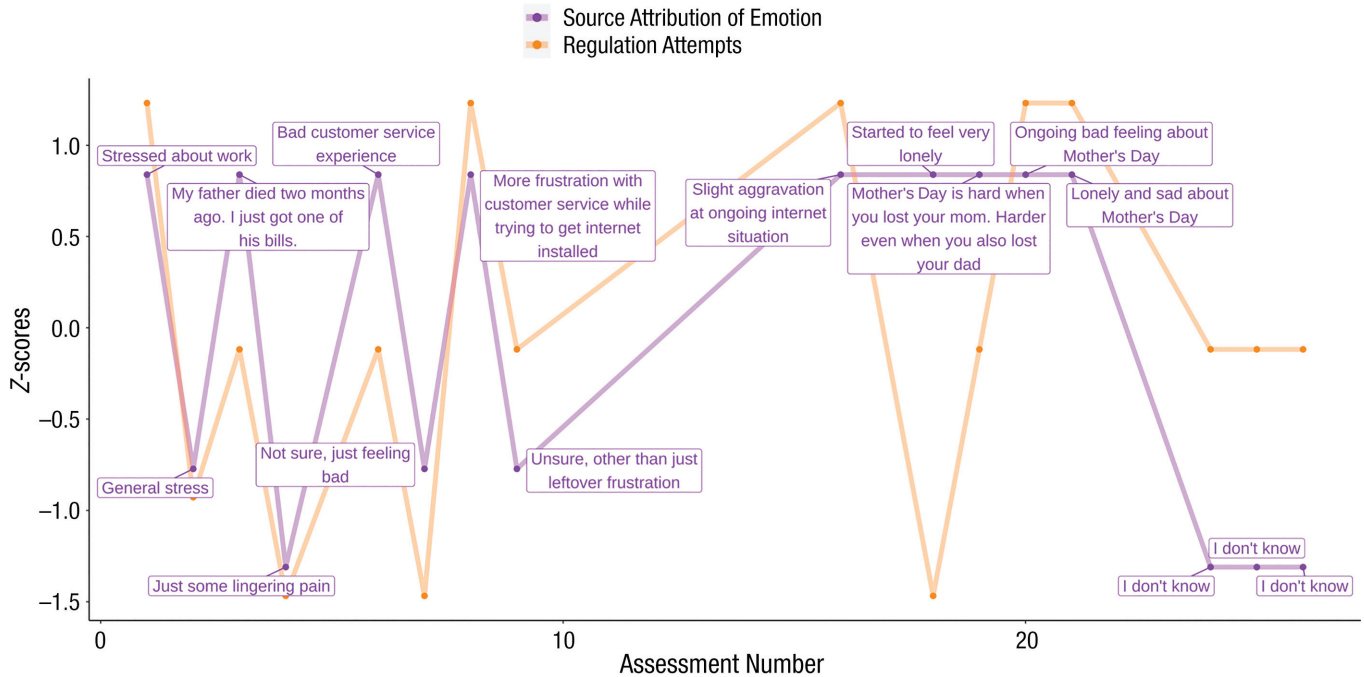 Source Attribution of Emotion
Regulation Attempts
Z-scores
1.0
0.5
0.0
–0.5
–1.0
–1.5
Stressed about work
General stress
My father died two months
ago. I just got one of
his bills.
Just some lingering pain
Bad customer service
experience
Not sure, just feeling
bad
More frustration with
customer service while
trying to get internet
installed
Unsure, other than just
leftover frustration
Slight aggravation
at ongoing internet
situation
Started to feel very
lonely
Mother's Day is hard when
you lost your mom. Harder
even when you also lost
your dad
Ongoing bad feeling about
Mother's Day
Lonely and sad about
Mother's Day
I don't know
I don't know
I don't know
0
10
20
Assessment Number